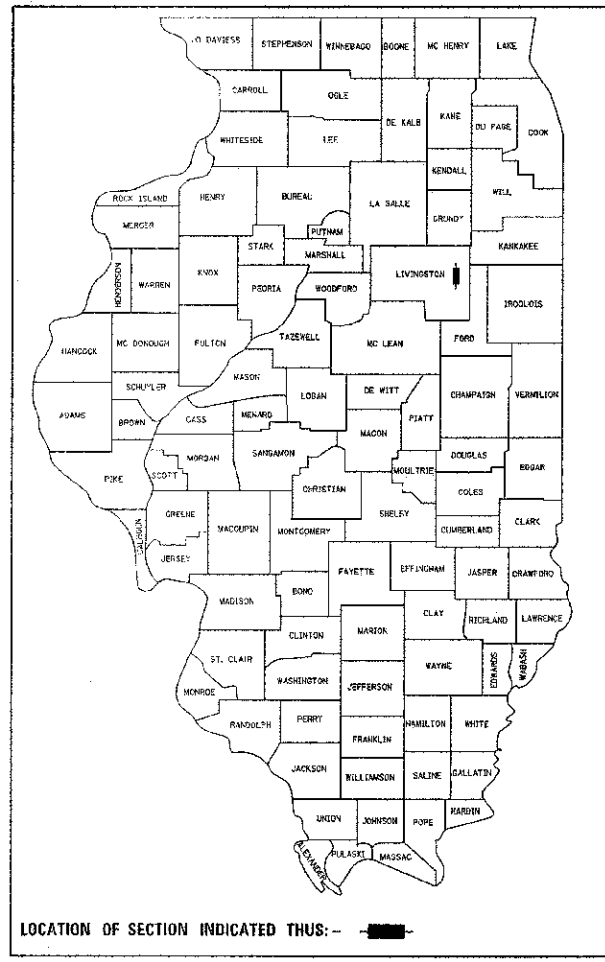 JO DAVIESS STEPHENSON WINNEBAGO BOONE MC HENRY LAKE
CARROLL OGLE DE KALB KANE DU PAGE COOK
WHITESIDE LEE
KENDALL
ROCK ISLAND HENRY BUREAU LA SALLE GRUNDY WILL
MERCER
PUTNAM
STARK
MARSHALL
KANKAKEE
HENDERSON WARREN KNOX PEORIA WOODFORD LIVINGSTON IROQUOIS
HANCOCK MC DONOUGH FULTON TAZEWELL MC LEAN FORD
SCHUYLER MASON LOGAN DE WITT CHAMPAIGN VERMILION
ADAMS BROWN CASS MENARD PIATT
MACON
PIKE SCOTT MORGAN SANGAMON MOULTRIE DOUGLAS EDGAR
CHRISTIAN COLES
CALHOUN GREENE MACOUPIN MONTGOMERY SHELBY CUMBERLAND CLARK
JERSEY
FAYETTE EFFINGHAM JASPER CRAWFORD
MADISON BOND
CLAY RICHLAND LAWRENCE
CLINTON MARION
ST. CLAIR WAYNE EDWARDS WABASH
WASHINGTON JEFFERSON
MONROE
RANDOLPH PERRY HAMILTON WHITE
FRANKLIN
JACKSON WILLIAMSON SALINE GALLATIN
UNION JOHNSON POPE HARDIN
ALEXANDER PULASKI MASSAC
LOCATION OF SECTION INDICATED THUS: -